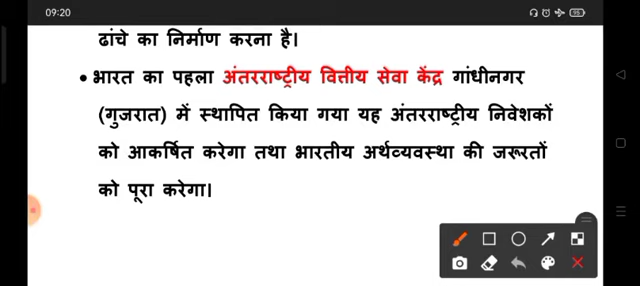 09:20
95
ढांचे का निर्माण करना है।
• भारत का पहला अंतरराष्ट्रीय वित्तीय सेवा केंद्र गांधीनगर
(गुजरात) में स्थापित किया गया यह अंतरराष्ट्रीय निवेशकों
को आकर्षित करेगा तथा भारतीय अर्थव्यवस्था की जरूरतों
को पूरा करेगा।